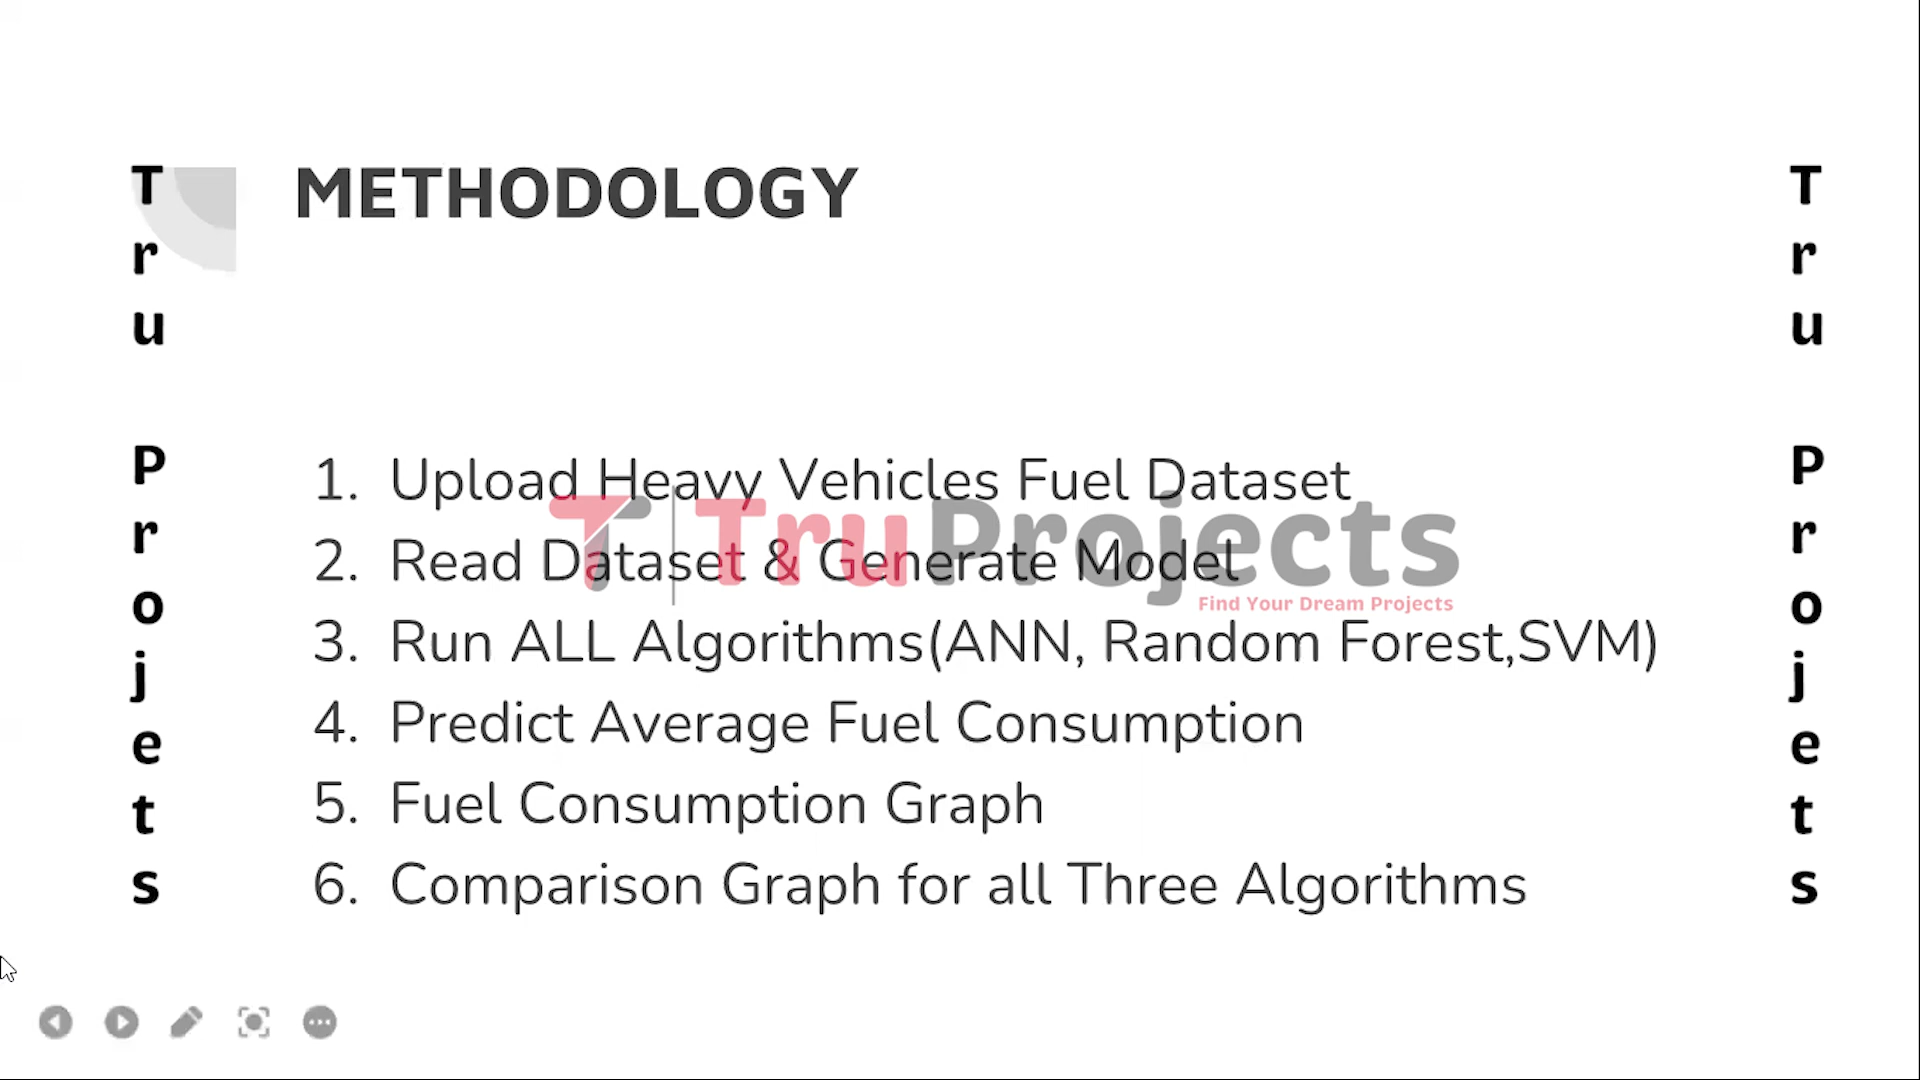 METHODOLOGY
1. Upload Heavy Vehicles Fuel Dataset
2. Read Dataset & Generate Model
3. Run ALL Algorithms(ANN, Random Forest,SVM)
4. Predict Average Fuel Consumption
5. Fuel Consumption Graph
6. Comparison Graph for all Three Algorithms
TruProjects
Find Your Dream Projects
Tru Projets
Tru Projets